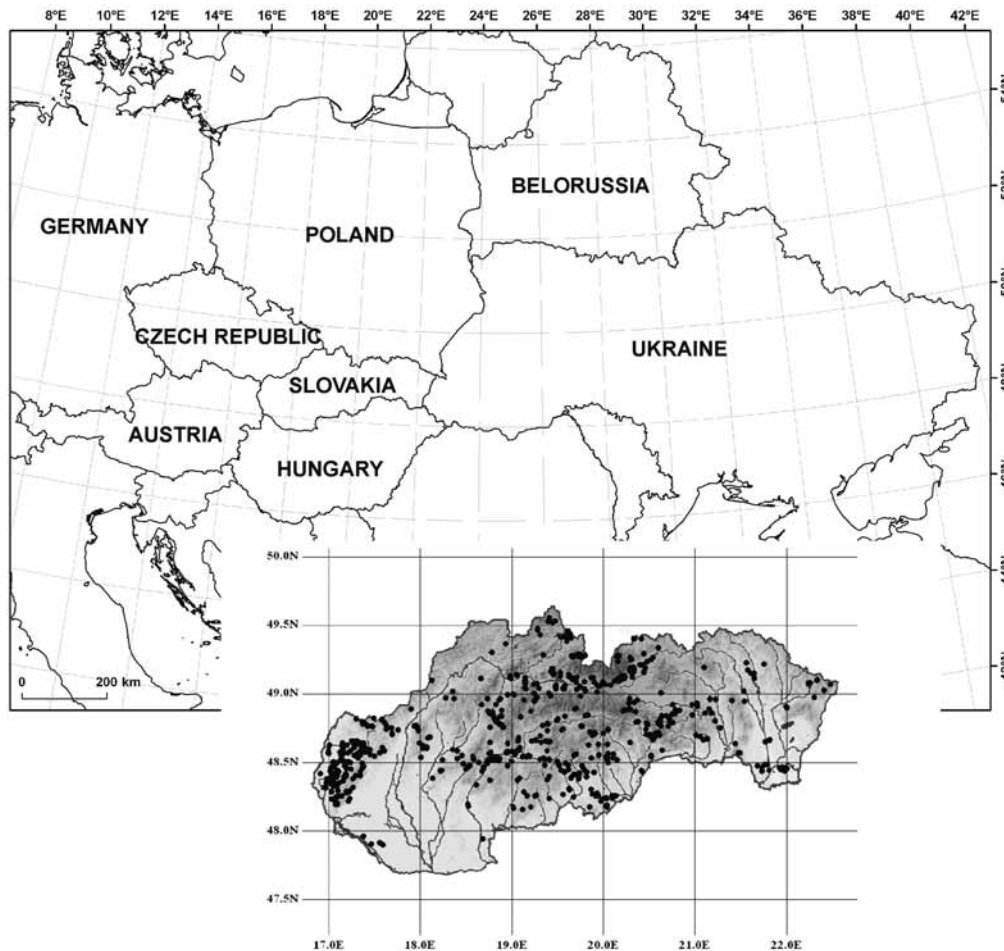 8°E 10°E 12°E 14°E 16°E 18°E 20°E 22°E 24°E 26°E 28°E 30°E 32°E 34°E 36°E 38°E 40°E 42°E
BELORUSSIA
GERMANY
POLAND
CZECH REPUBLIC
UKRAINE
SLOVAKIA
AUSTRIA
HUNGARY
0 200 km
50.0N
49.5N
49.0N
48.5N
48.0N
47.5N
17.0E 18.0E 19.0E 20.0E 21.0E 22.0E